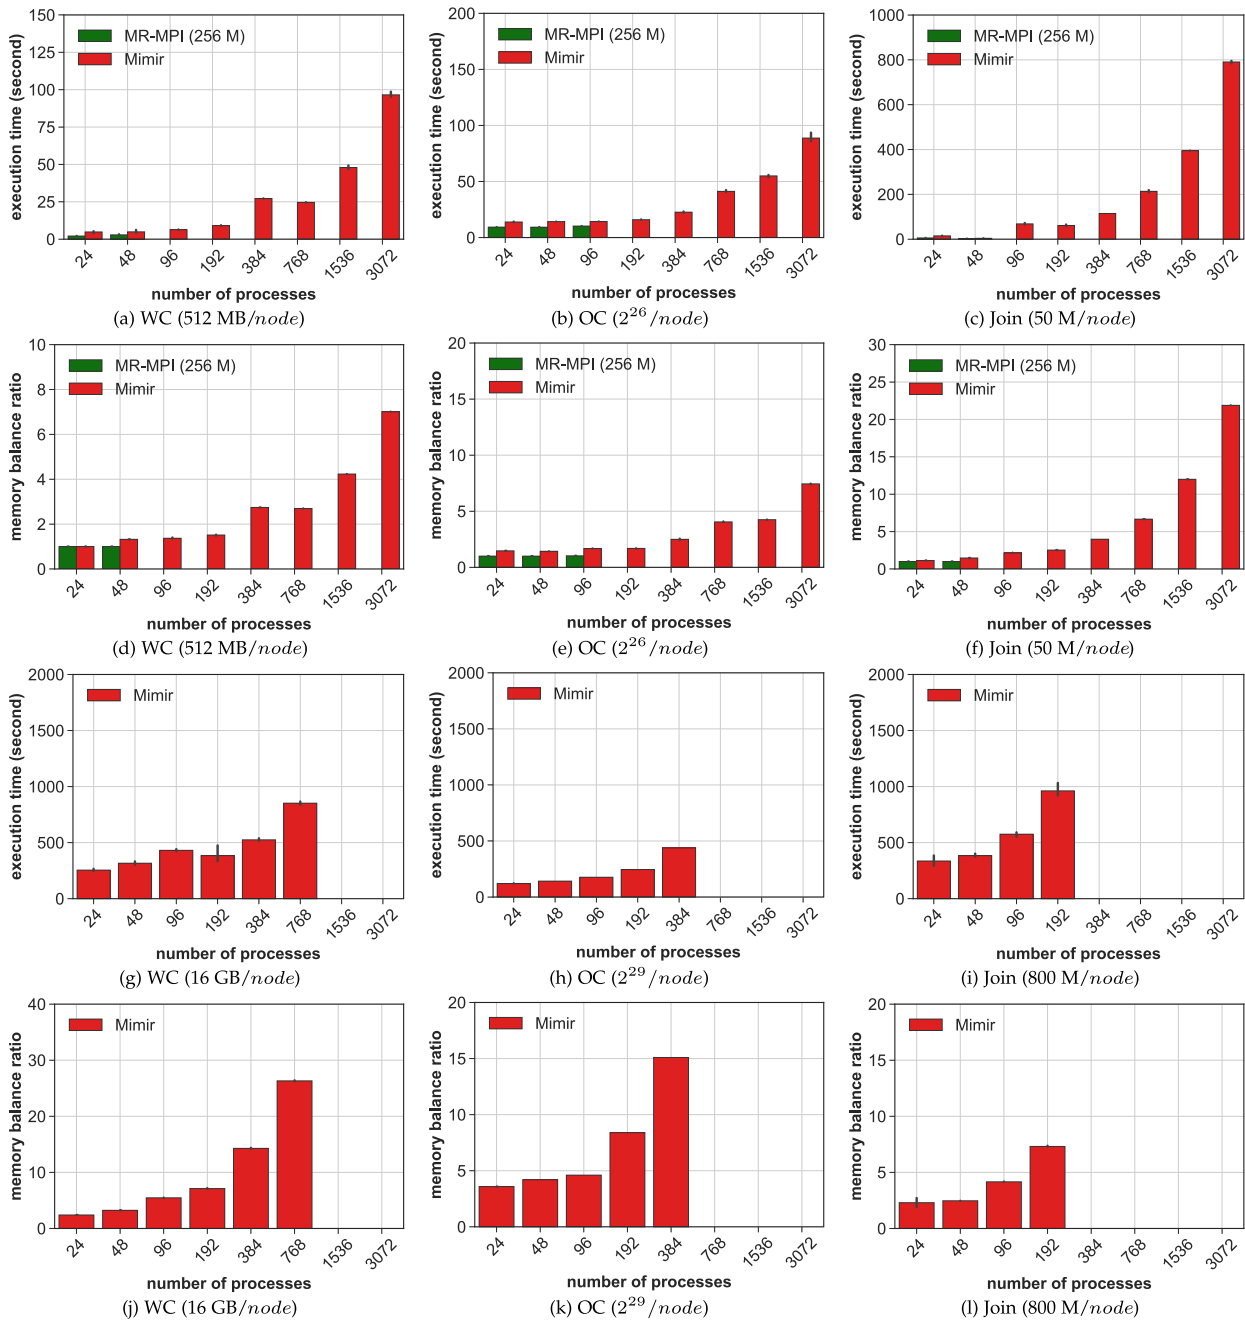 150
125
100
75
50
25
0
execution time (second)
MR-MPI (256 M)
Mimir
24 48 96 192 384 768 1536 3072
number of processes
(a) WC (512 MB/node)
200
150
100
50
0
execution time (second)
MR-MPI (256 M)
Mimir
24 48 96 192 384 768 1536 3072
number of processes
(b) OC (2^26/node)
1000
800
600
400
200
0
execution time (second)
MR-MPI (256 M)
Mimir
24 48 96 192 384 768 1536 3072
number of processes
(c) Join (50 M/node)
10
8
6
4
2
0
memory balance ratio
MR-MPI (256 M)
Mimir
24 48 96 192 384 768 1536 3072
number of processes
(d) WC (512 MB/node)
20
15
10
5
0
memory balance ratio
MR-MPI (256 M)
Mimir
24 48 96 192 384 768 1536 3072
number of processes
(e) OC (2^26/node)
30
25
20
15
10
5
0
memory balance ratio
MR-MPI (256 M)
Mimir
24 48 96 192 384 768 1536 3072
number of processes
(f) Join (50 M/node)
2000
1500
1000
500
0
execution time (second)
Mimir
24 48 96 192 384 768 1536 3072
number of processes
(g) WC (16 GB/node)
2000
1500
1000
500
0
execution time (second)
Mimir
24 48 96 192 384 768 1536 3072
number of processes
(h) OC (2^29/node)
2000
1500
1000
500
0
execution time (second)
Mimir
24 48 96 192 384 768 1536 3072
number of processes
(i) Join (800 M/node)
40
30
20
10
0
memory balance ratio
Mimir
24 48 96 192 384 768 1536 3072
number of processes
(j) WC (16 GB/node)
20
15
10
5
0
memory balance ratio
Mimir
24 48 96 192 384 768 1536 3072
number of processes
(k) OC (2^29/node)
20
15
10
5
0
memory balance ratio
Mimir
24 48 96 192 384 768 1536 3072
number of processes
(l) Join (800 M/node)